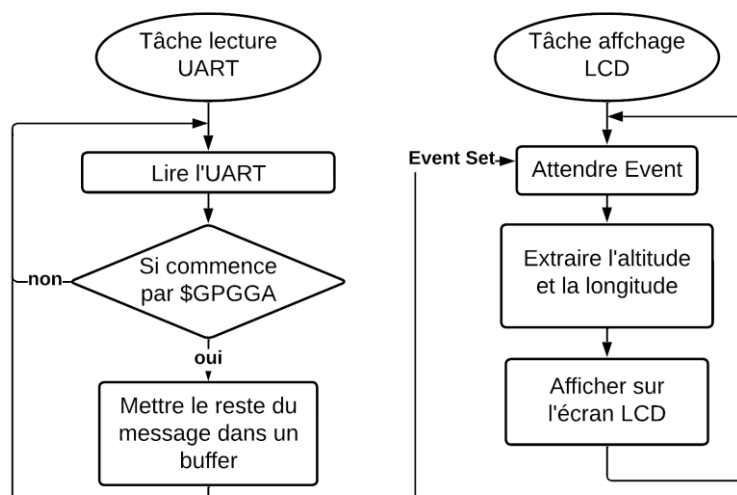 Tâche lecture
UART
Lire l'UART
Si commence
par $GPGGA
non
oui
Mettre le reste du
message dans un
buffer
Tâche affchage
LCD
Event Set
Attendre Event
Extraire l'altitude
et la longitude
Afficher sur
l'écran LCD